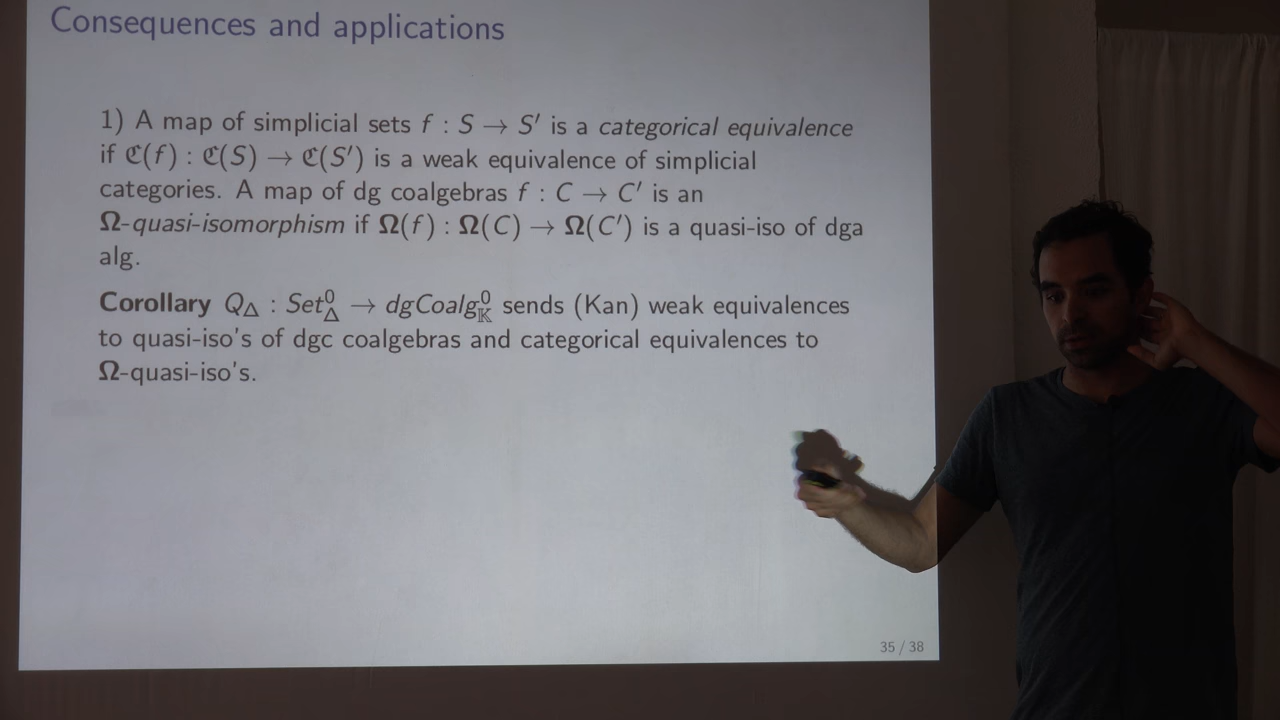 Consequences and applications
1) A map of simplicial sets f : S → S′ is a categorical equivalence
if ℭ(f) : ℭ(S) → ℭ(S′) is a weak equivalence of simplicial
categories. A map of dg coalgebras f : C → C′ is an
Ω-quasi-isomorphism if Ω(f) : Ω(C) → Ω(C′) is a quasi-iso of dga
alg.
Corollary Q_Δ : Set⁰_Δ → dgCoalg⁰_𝕂 sends (Kan) weak equivalences
to quasi-iso's of dgc coalgebras and categorical equivalences to
Ω-quasi-iso's.
35 / 38